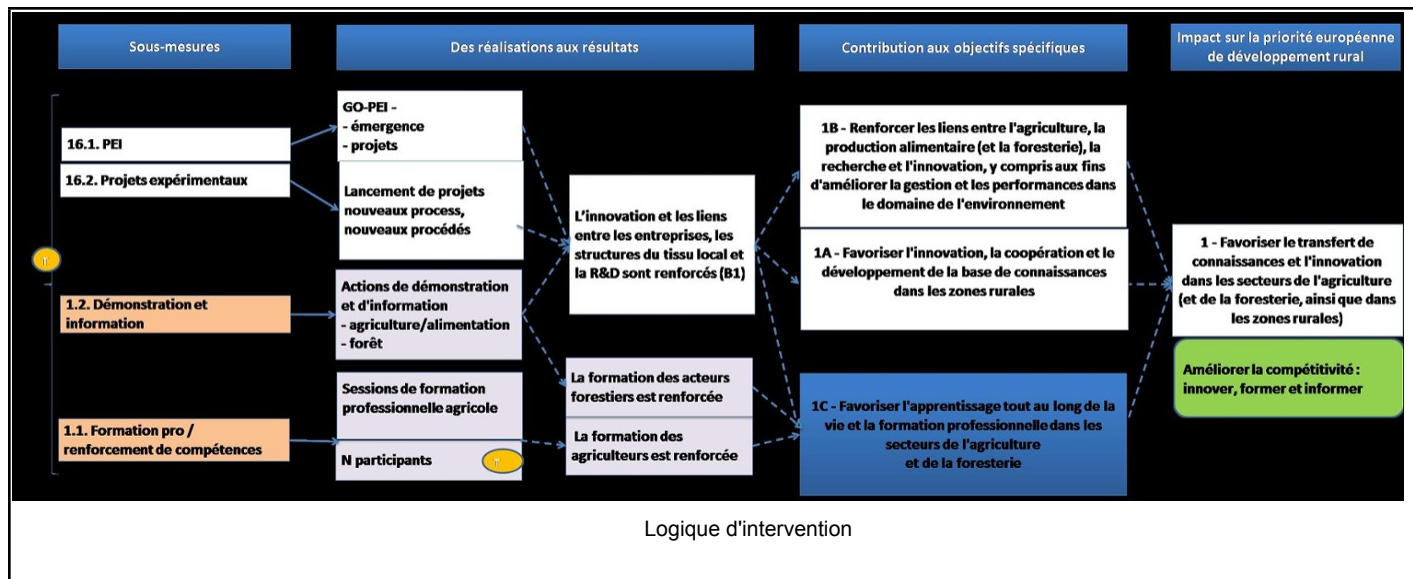 Sous-mesures
Des réalisations aux résultats
Contribution aux objectifs spécifiques
Impact sur la priorité européenne
de développement rural
16.1. PEI
16.2. Projets expérimentaux
1.2. Démonstration et
information
1.1. Formation pro /
renforcement de compétences
GO-PEI -
- émergence
- projets
Lancement de projets
nouveaux process,
nouveaux procédés
Actions de démonstration
et d'information
- agriculture/alimentation
- forêt
Sessions de formation
professionnelle agricole
N participants
L'innovation et les liens
entre les entreprises, les
structures du tissu local et
la R&D sont renforcés (B1)
La formation des acteurs
forestiers est renforcée
La formation des
agriculteurs est renforcée
1B - Renforcer les liens entre l'agriculture, la
production alimentaire (et la foresterie), la
recherche et l'innovation, y compris aux fins
d'améliorer la gestion et les performances dans
le domaine de l'environnement
1A - Favoriser l'innovation, la coopération et le
développement de la base de connaissances
dans les zones rurales
1C - Favoriser l'apprentissage tout au long de la
vie et la formation professionnelle dans les
secteurs de l'agriculture
et de la foresterie
1 - Favoriser le transfert de
connaissances et l'innovation
dans les secteurs de l'agriculture
(et de la foresterie, ainsi que dans
les zones rurales)
Améliorer la compétitivité :
innover, former et informer
Logique d'intervention